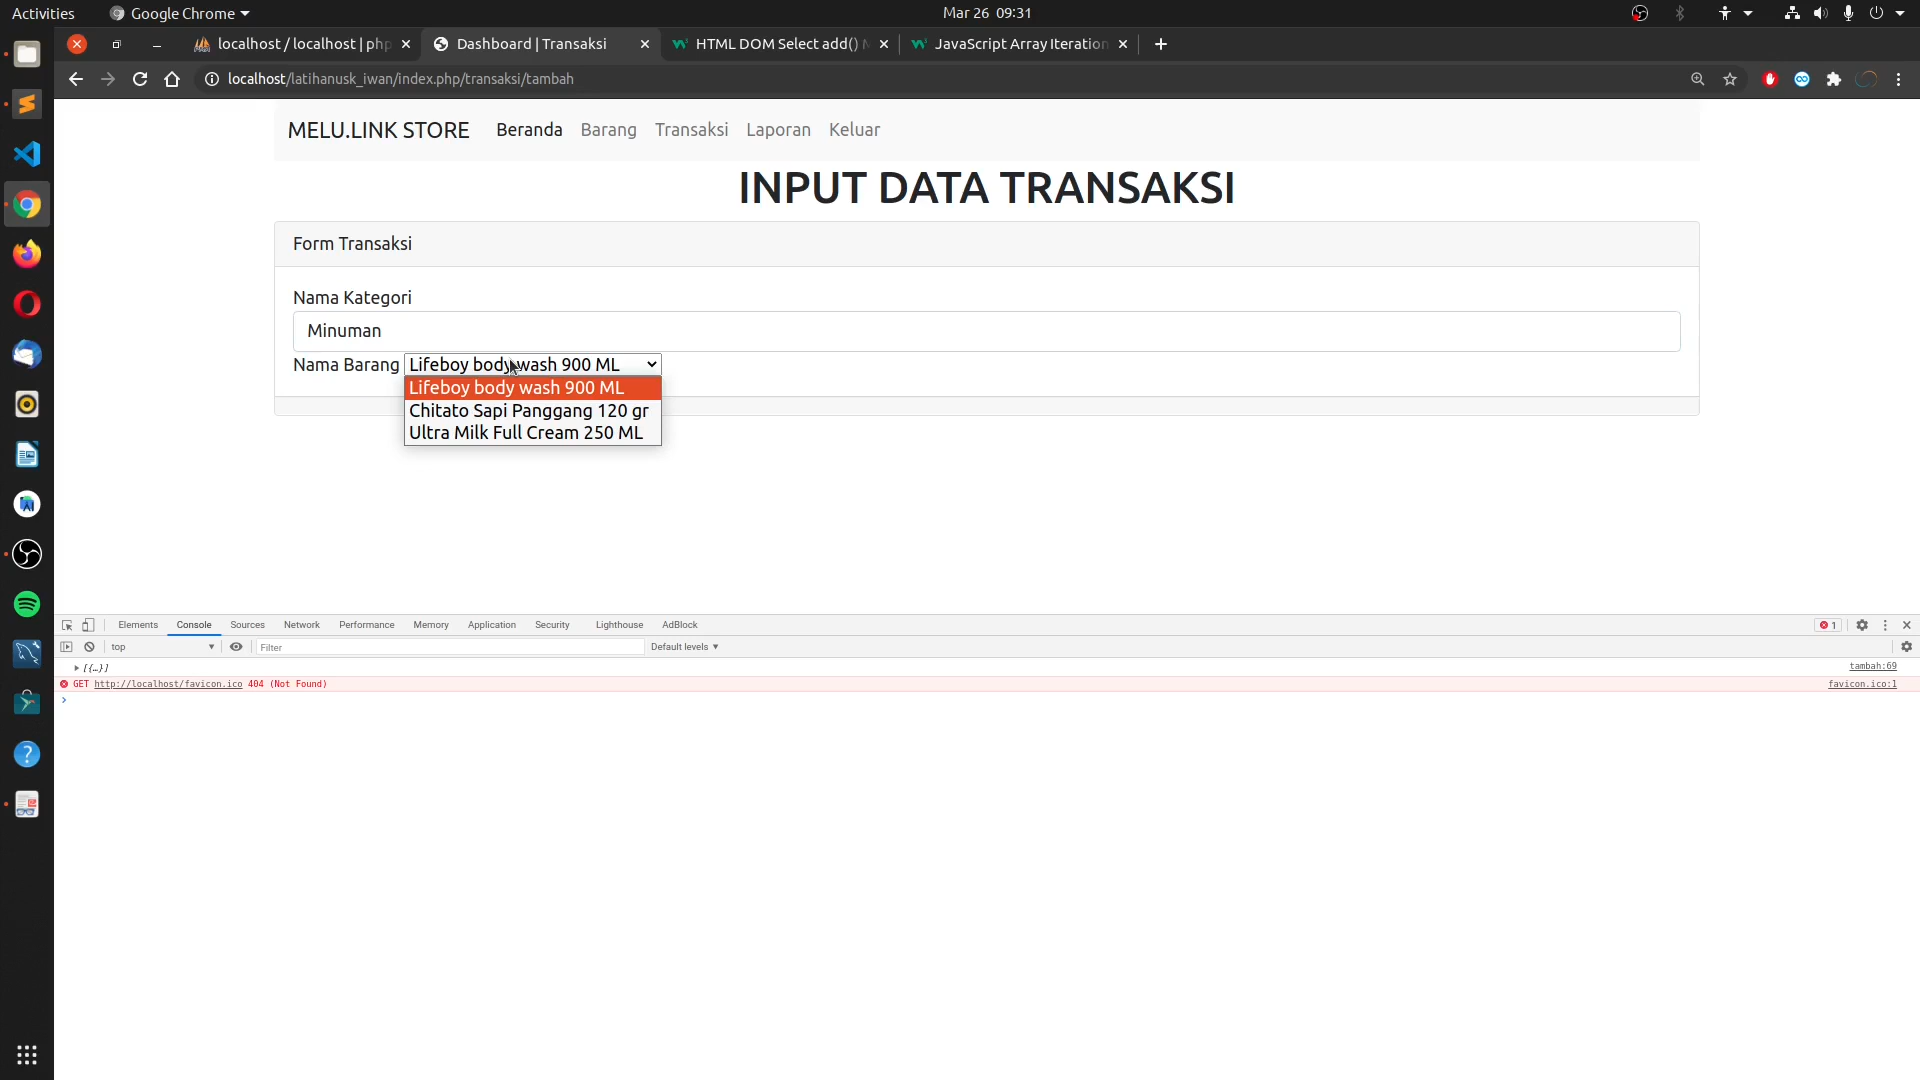 Activities
Google Chrome
Mar 26 09:31
localhost / localhost | php
Dashboard | Transaksi
HTML DOM Select add()
JavaScript Array Iteration
localhost/latihanusk_iwan/index.php/transaksi/tambah
MELU.LINK STORE
Beranda
Barang
Transaksi
Laporan
Keluar
INPUT DATA TRANSAKSI
Form Transaksi
Nama Kategori
Minuman
Nama Barang
Lifeboy body wash 900 ML
Lifeboy body wash 900 ML
Chitato Sapi Panggang 120 gr
Ultra Milk Full Cream 250 ML
Elements
Console
Sources
Network
Performance
Memory
Application
Security
Lighthouse
AdBlock
1
top
Filter
Default levels
[{…}]
tambah:69
GET http://localhost/favicon.ico 404 (Not Found)
favicon.ico:1